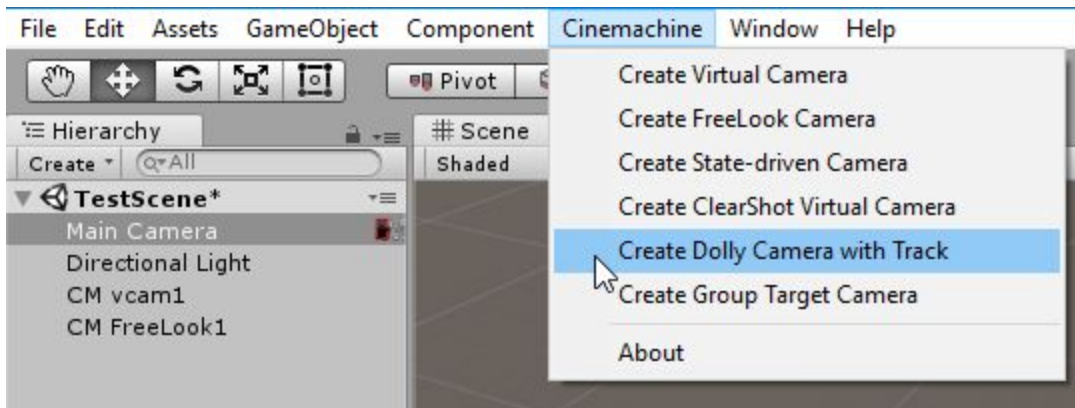 File Edit Assets GameObject Component Cinemachine Window Help
Pivot
Hierarchy
# Scene
Create All
Shaded
TestScene*
Main Camera
Directional Light
CM vcam1
CM FreeLook1
Create Virtual Camera
Create FreeLook Camera
Create State-driven Camera
Create ClearShot Virtual Camera
Create Dolly Camera with Track
Create Group Target Camera
About